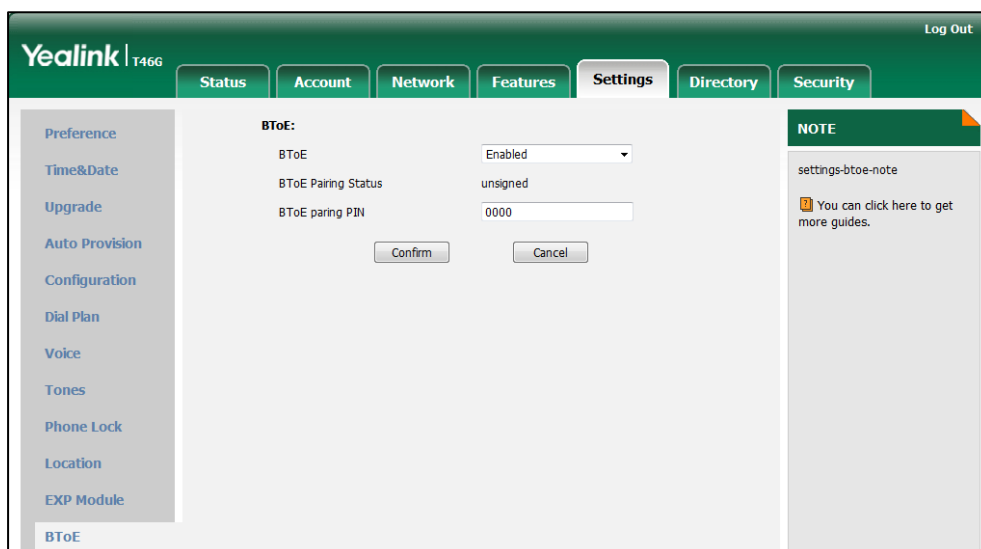 Log Out
Yealink T46G
Status Account Network Features Settings Directory Security
Preference
Time&Date
Upgrade
Auto Provision
Configuration
Dial Plan
Voice
Tones
Phone Lock
Location
EXP Module
BToE
BToE:
BToE Enabled
BToE Pairing Status unsigned
BToE paring PIN 0000
Confirm Cancel
NOTE
settings-btoe-note
? You can click here to get
more guides.